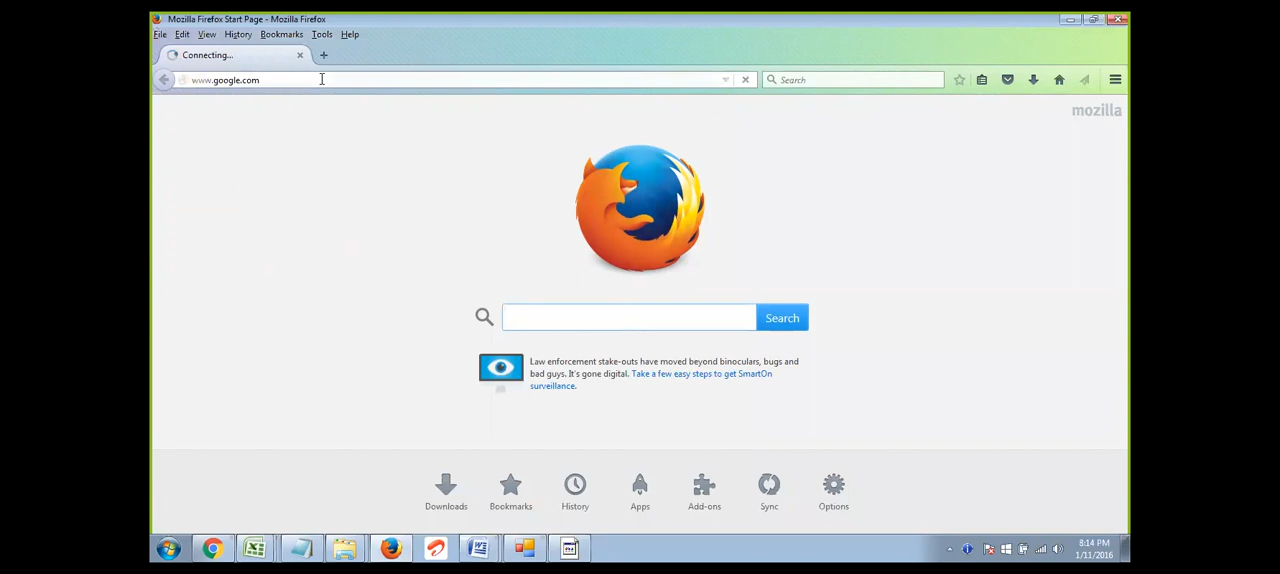 Mozilla Firefox Start Page - Mozilla Firefox
File Edit View History Bookmarks Tools Help
Connecting...
www.google.com
Search
mozilla
Search
Law enforcement stake-outs have moved beyond binoculars, bugs and
bad guys. It's gone digital. Take a few easy steps to get SmartOn
surveillance.
Downloads Bookmarks History Apps Add-ons Sync Options
8:14 PM
1/11/2016